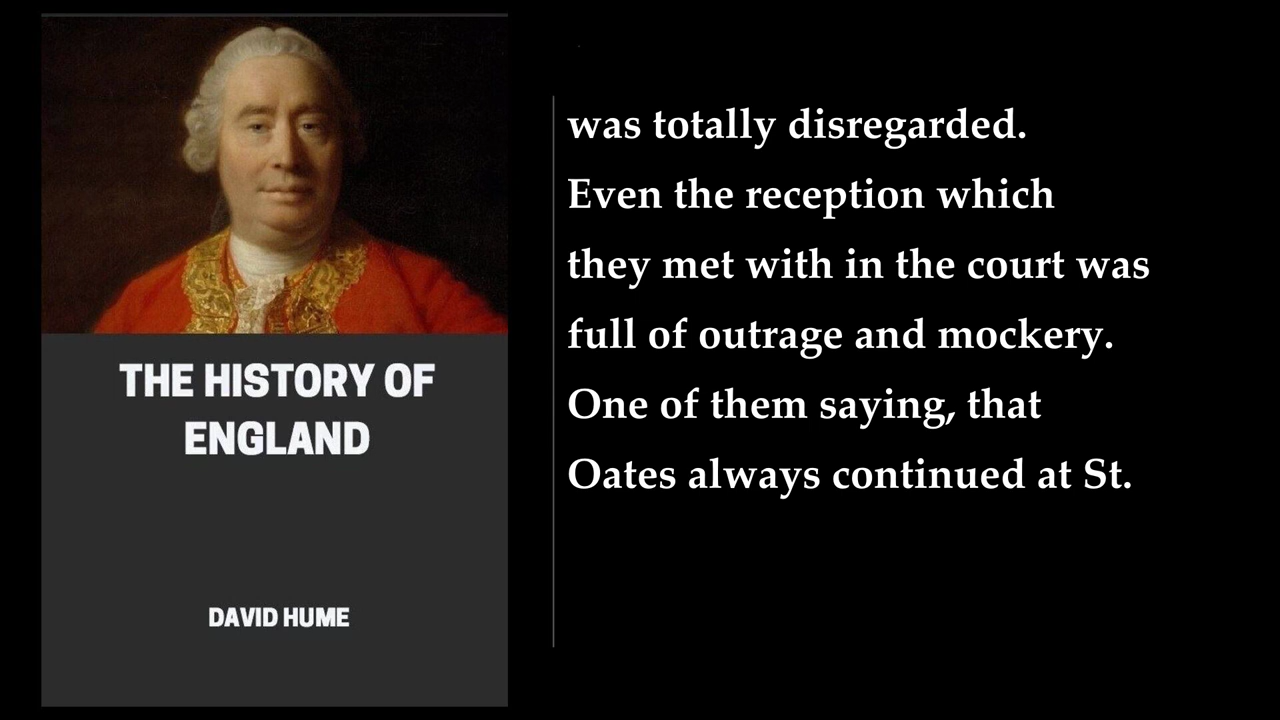 THE HISTORY OF
ENGLAND
DAVID HUME
was totally disregarded.
Even the reception which
they met with in the court was
full of outrage and mockery.
One of them saying, that
Oates always continued at St.